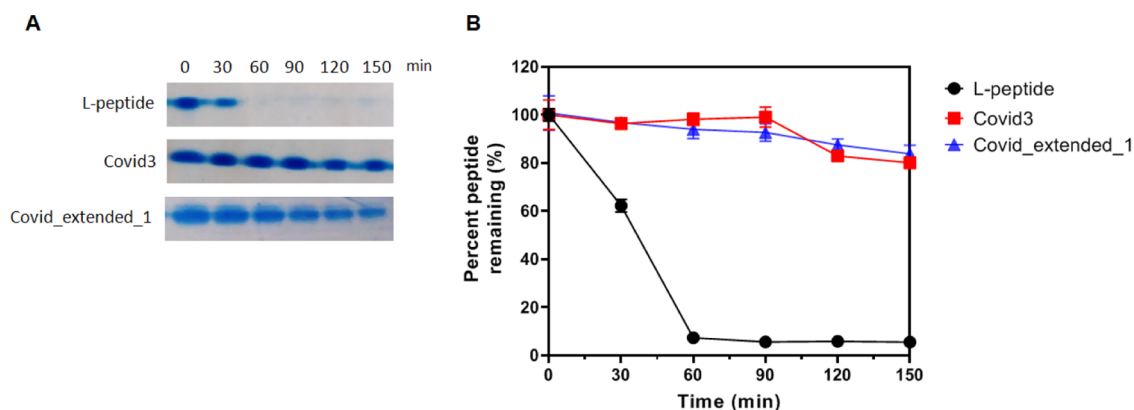 A
0 30 60 90 120 150 min
L-peptide
Covid3
Covid_extended_1
B
120
100
80
60
40
20
0
Percent peptide
remaining (%)
0 30 60 90 120 150
Time (min)
L-peptide
Covid3
Covid_extended_1